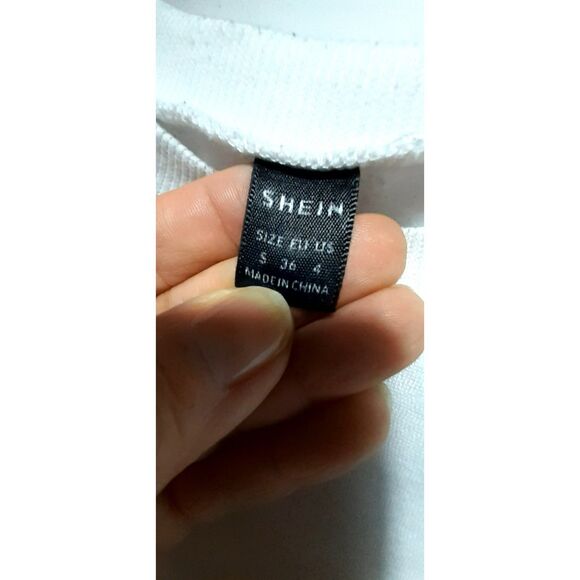 SHEIN
SIZE EU US
S 36 4
MADE IN CHINA